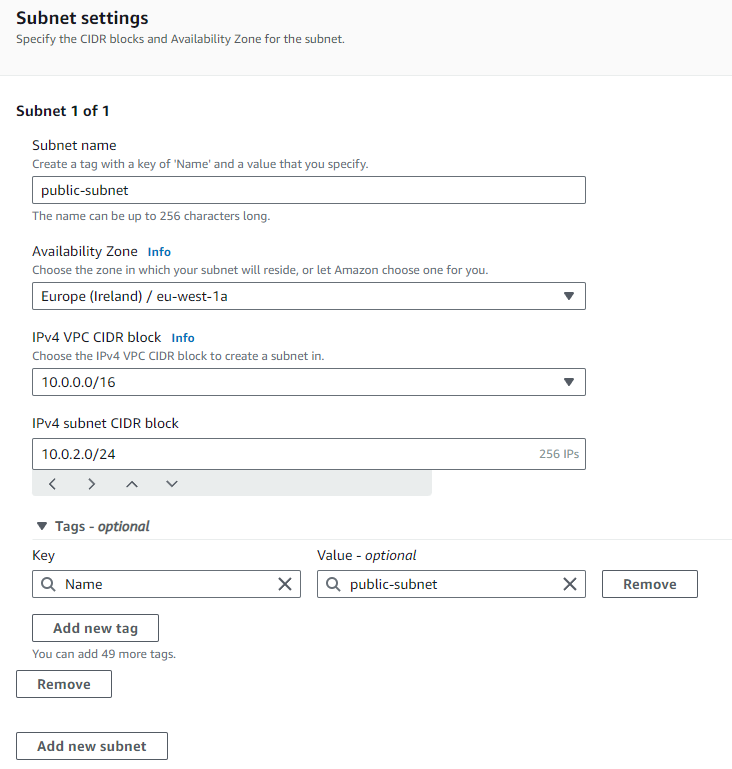 Subnet settings
Specify the CIDR blocks and Availability Zone for the subnet.
Subnet 1 of 1
Subnet name
Create a tag with a key of 'Name' and a value that you specify.
public-subnet
The name can be up to 256 characters long.
Availability Zone Info
Choose the zone in which your subnet will reside, or let Amazon choose one for you.
Europe (Ireland) / eu-west-1a
IPv4 VPC CIDR block Info
Choose the IPv4 VPC CIDR block to create a subnet in.
10.0.0.0/16
IPv4 subnet CIDR block
10.0.2.0/24 256 IPs
Tags - optional
Key Value - optional
Name public-subnet Remove
Add new tag
You can add 49 more tags.
Remove
Add new subnet